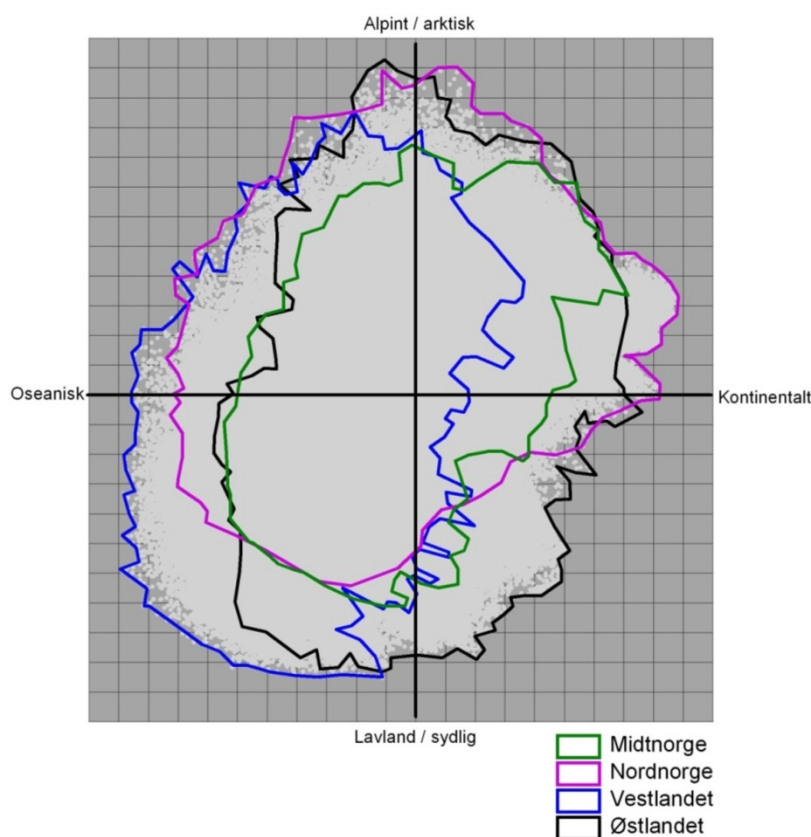 Alpint / arktisk
Oseanisk
Kontinentalt
Lavland / sydlig
Midtnorge
Nordnorge
Vestlandet
Østlandet